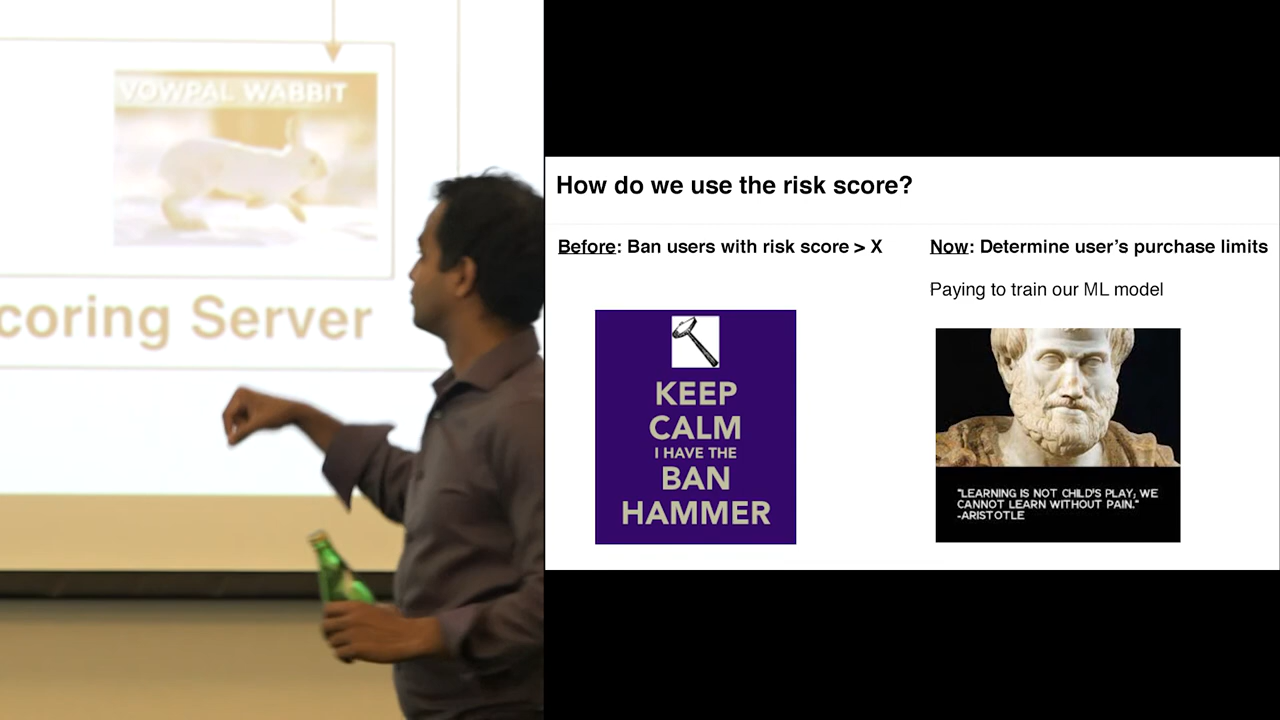 VOWPAL WABBIT
coring Server
How do we use the risk score?
Before: Ban users with risk score > X
Now: Determine user's purchase limits
Paying to train our ML model
KEEP
CALM
I HAVE THE
BAN
HAMMER
"LEARNING IS NOT CHILD'S PLAY; WE
CANNOT LEARN WITHOUT PAIN."
-ARISTOTLE